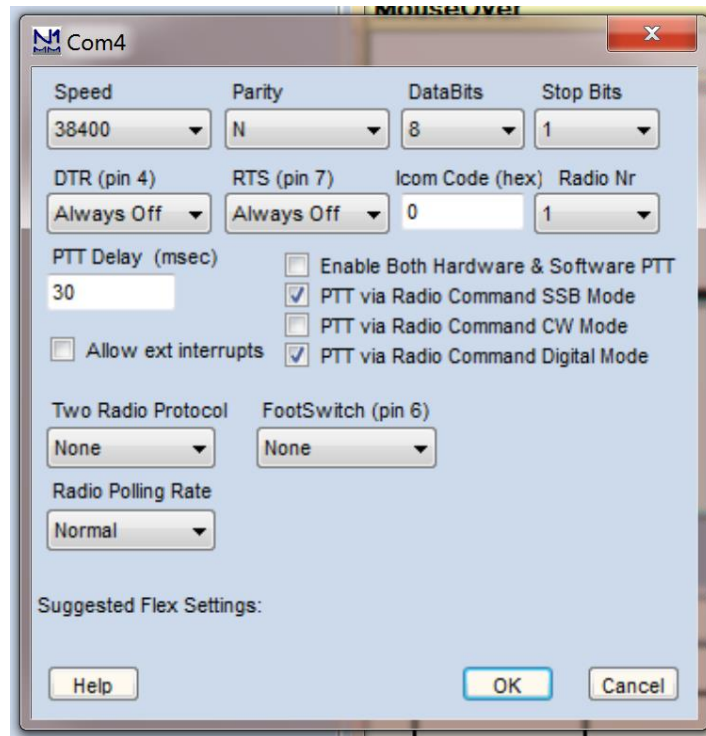 MouseOver
N1
MM
Com4
X
Speed Parity DataBits Stop Bits
38400 N 8 1
DTR (pin 4) RTS (pin 7) Icom Code (hex) Radio Nr
Always Off Always Off 0 1
PTT Delay (msec)
30
Enable Both Hardware & Software PTT
PTT via Radio Command SSB Mode
PTT via Radio Command CW Mode
Allow ext interrupts PTT via Radio Command Digital Mode
Two Radio Protocol FootSwitch (pin 6)
None None
Radio Polling Rate
Normal
Suggested Flex Settings:
Help OK Cancel